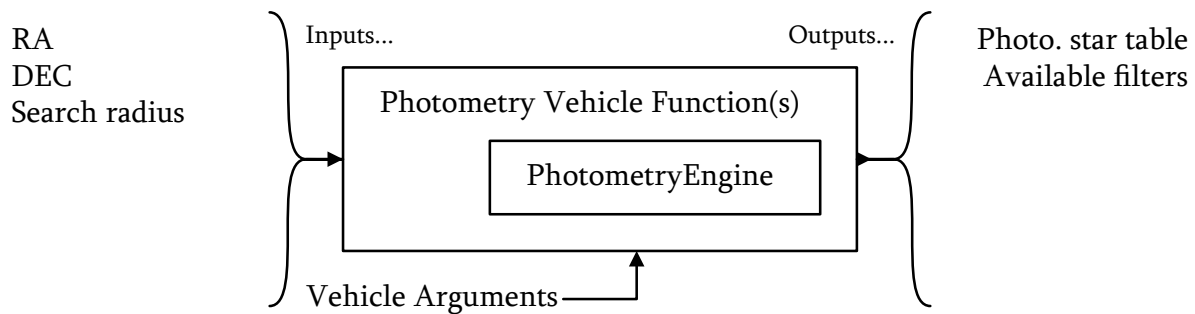 RA
DEC
Search radius
Inputs...
Outputs...
Photo. star table
Available filters
Photometry Vehicle Function(s)
PhotometryEngine
Vehicle Arguments